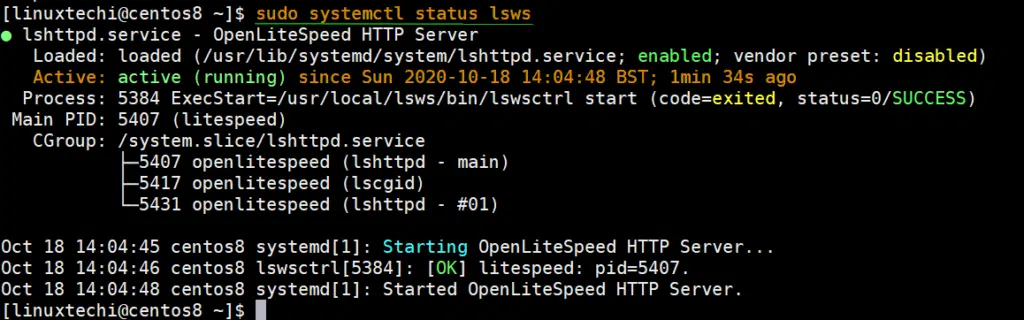 [linuxtechi@centos8 ~]$ sudo systemctl status lsws
● lshttpd.service - OpenLiteSpeed HTTP Server
   Loaded: loaded (/usr/lib/systemd/system/lshttpd.service; enabled; vendor preset: disabled)
   Active: active (running) since Sun 2020-10-18 14:04:48 BST; 1min 34s ago
  Process: 5384 ExecStart=/usr/local/lsws/bin/lswsctrl start (code=exited, status=0/SUCCESS)
 Main PID: 5407 (litespeed)
   CGroup: /system.slice/lshttpd.service
           ├─5407 openlitespeed (lshttpd - main)
           ├─5417 openlitespeed (lscgid)
           └─5431 openlitespeed (lshttpd - #01)
Oct 18 14:04:45 centos8 systemd[1]: Starting OpenLiteSpeed HTTP Server...
Oct 18 14:04:46 centos8 lswsctrl[5384]: [OK] litespeed: pid=5407.
Oct 18 14:04:48 centos8 systemd[1]: Started OpenLiteSpeed HTTP Server.
[linuxtechi@centos8 ~]$